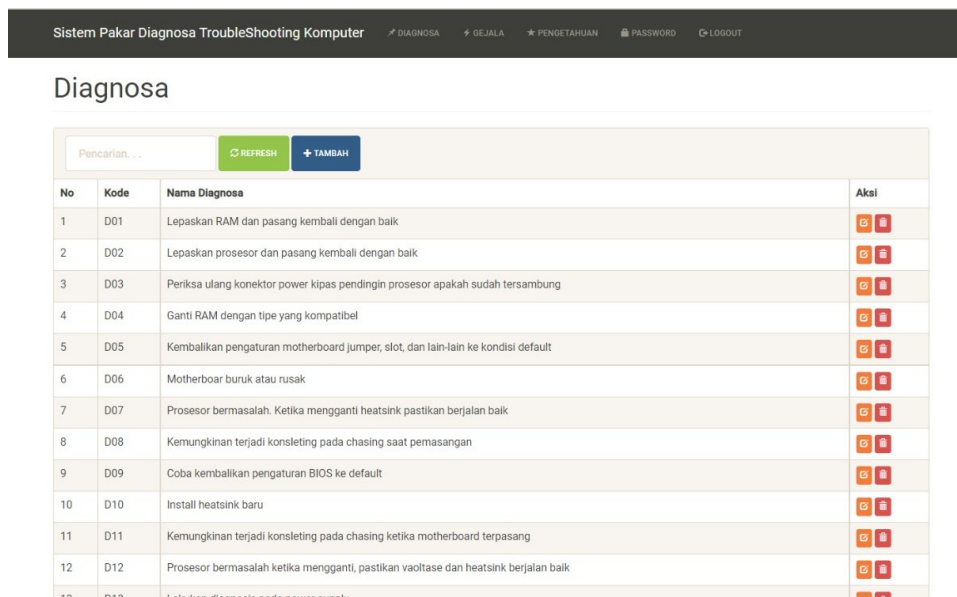 Sistem Pakar Diagnosa TroubleShooting Komputer DIAGNOSA GEJALA PENGETAHUAN PASSWORD LOGOUT
Diagnosa
Pencarian. . . REFRESH TAMBAH
No Kode Nama Diagnosa Aksi
1 D01 Lepaskan RAM dan pasang kembali dengan baik
2 D02 Lepaskan prosesor dan pasang kembali dengan baik
3 D03 Periksa ulang konektor power kipas pendingin prosesor apakah sudah tersambung
4 D04 Ganti RAM dengan tipe yang kompatibel
5 D05 Kembalikan pengaturan motherboard jumper, slot, dan lain-lain ke kondisi default
6 D06 Motherboar buruk atau rusak
7 D07 Prosesor bermasalah. Ketika mengganti heatsink pastikan berjalan baik
8 D08 Kemungkinan terjadi konsleting pada chasing saat pemasangan
9 D09 Coba kembalikan pengaturan BIOS ke default
10 D10 Install heatsink baru
11 D11 Kemungkinan terjadi konsleting pada chasing ketika motherboard terpasang
12 D12 Prosesor bermasalah ketika mengganti, pastikan vaoltase dan heatsink berjalan baik